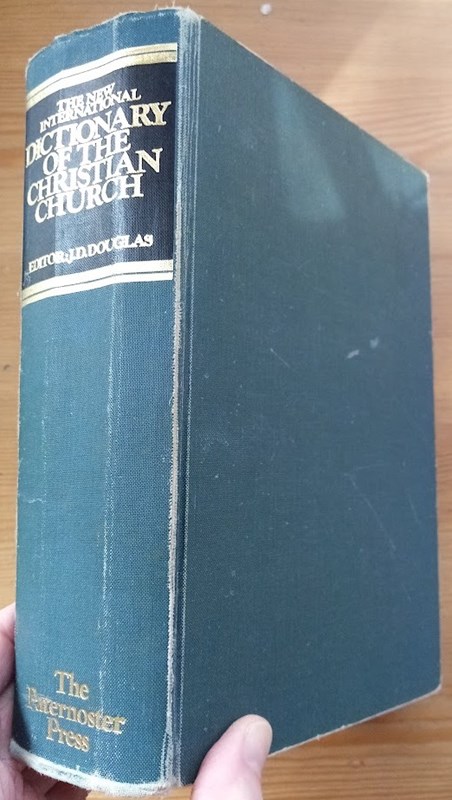 THE NEW
INTERNATIONAL
DICTIONARY
OF THE
CHRISTIAN
CHURCH
EDITOR: J.D. DOUGLAS
The
Paternoster
Press